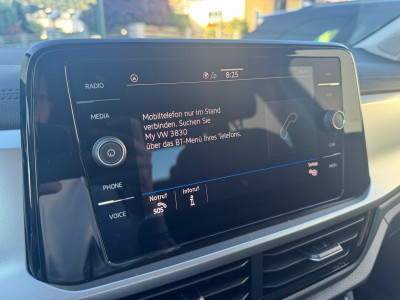 RADIO
MEDIA
PHONE
VOICE
8:25
Mobiltelefon nur im Stand
verbinden. Suchen Sie
My VW 3830
über das BT-Menü Ihres Telefons.
Notruf
SOS
Inforuf
i
Setup